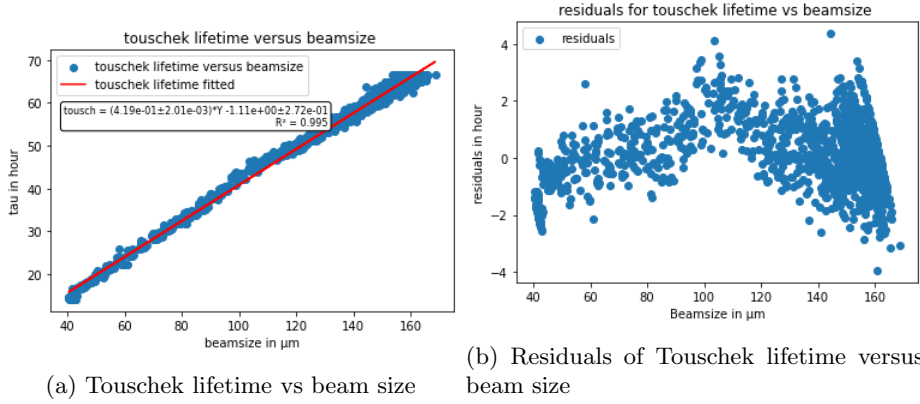 touschek lifetime versus beamsize
touschek lifetime versus beamsize
touschek lifetime fitted
tousch = (4.19e-01±2.01e-03)*Y -1.11e+00±2.72e-01
R² = 0.995
tau in hour
70
60
50
40
30
20
40
60
80
100
120
140
160
beamsize in μm
(a) Touschek lifetime vs beam size
residuals for touschek lifetime vs beamsize
residuals
residuals in hour
4
2
0
−2
−4
40
60
80
100
120
140
160
Beamsize in μm
(b) Residuals of Touschek lifetime versus
beam size